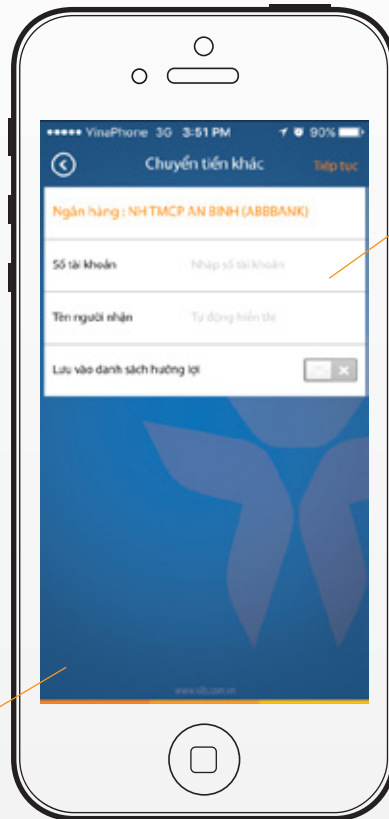 VinaPhone 3G 3:51 PM 90%
Chuyển tiền khác Tiếp tục
Ngân hàng : NH TMCP AN BINH (ABBBANK)
Số tài khoản Nhập số tài khoản
Tên người nhận Tự động hiển thị
Lưu vào danh sách hưởng lợi
www.vib.com.vn